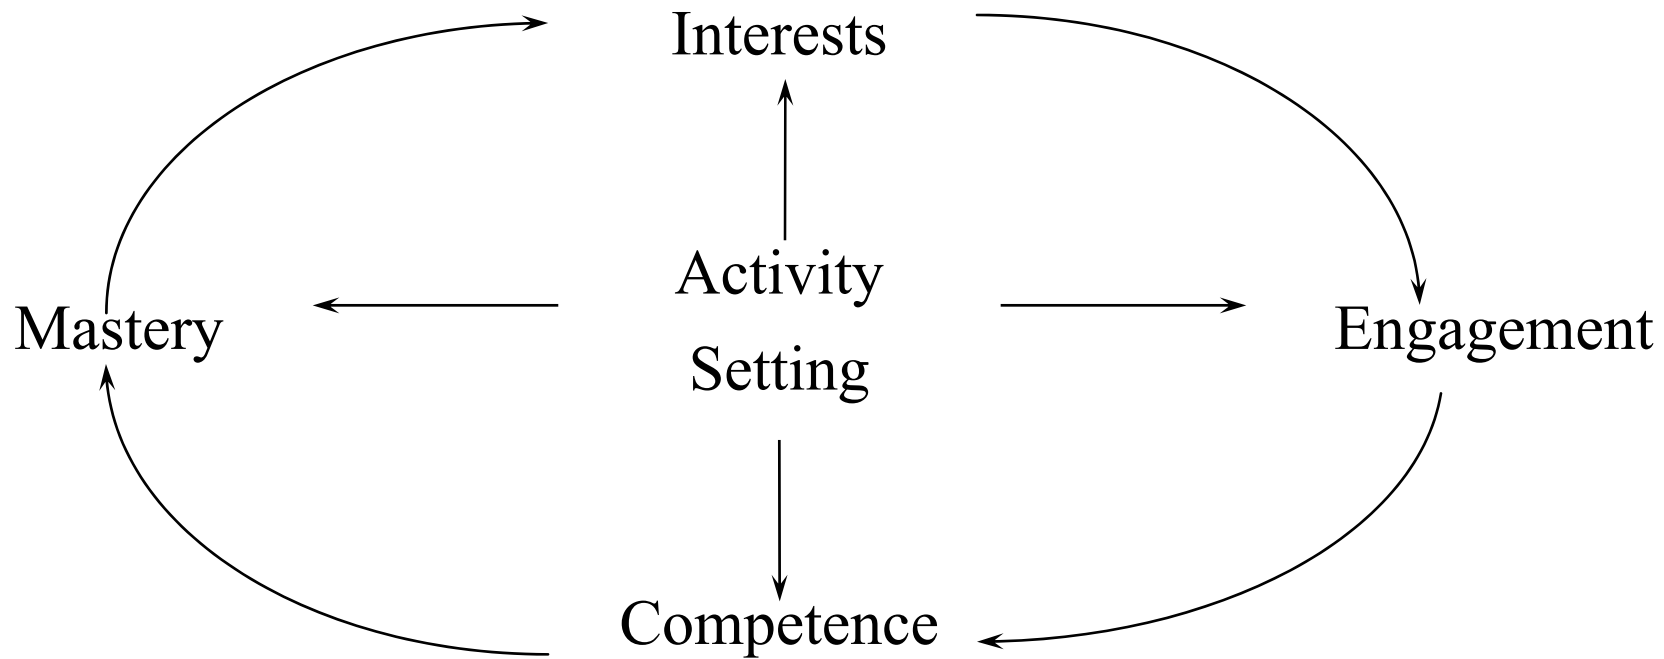 Interests
Activity
Setting
Mastery
Engagement
Competence